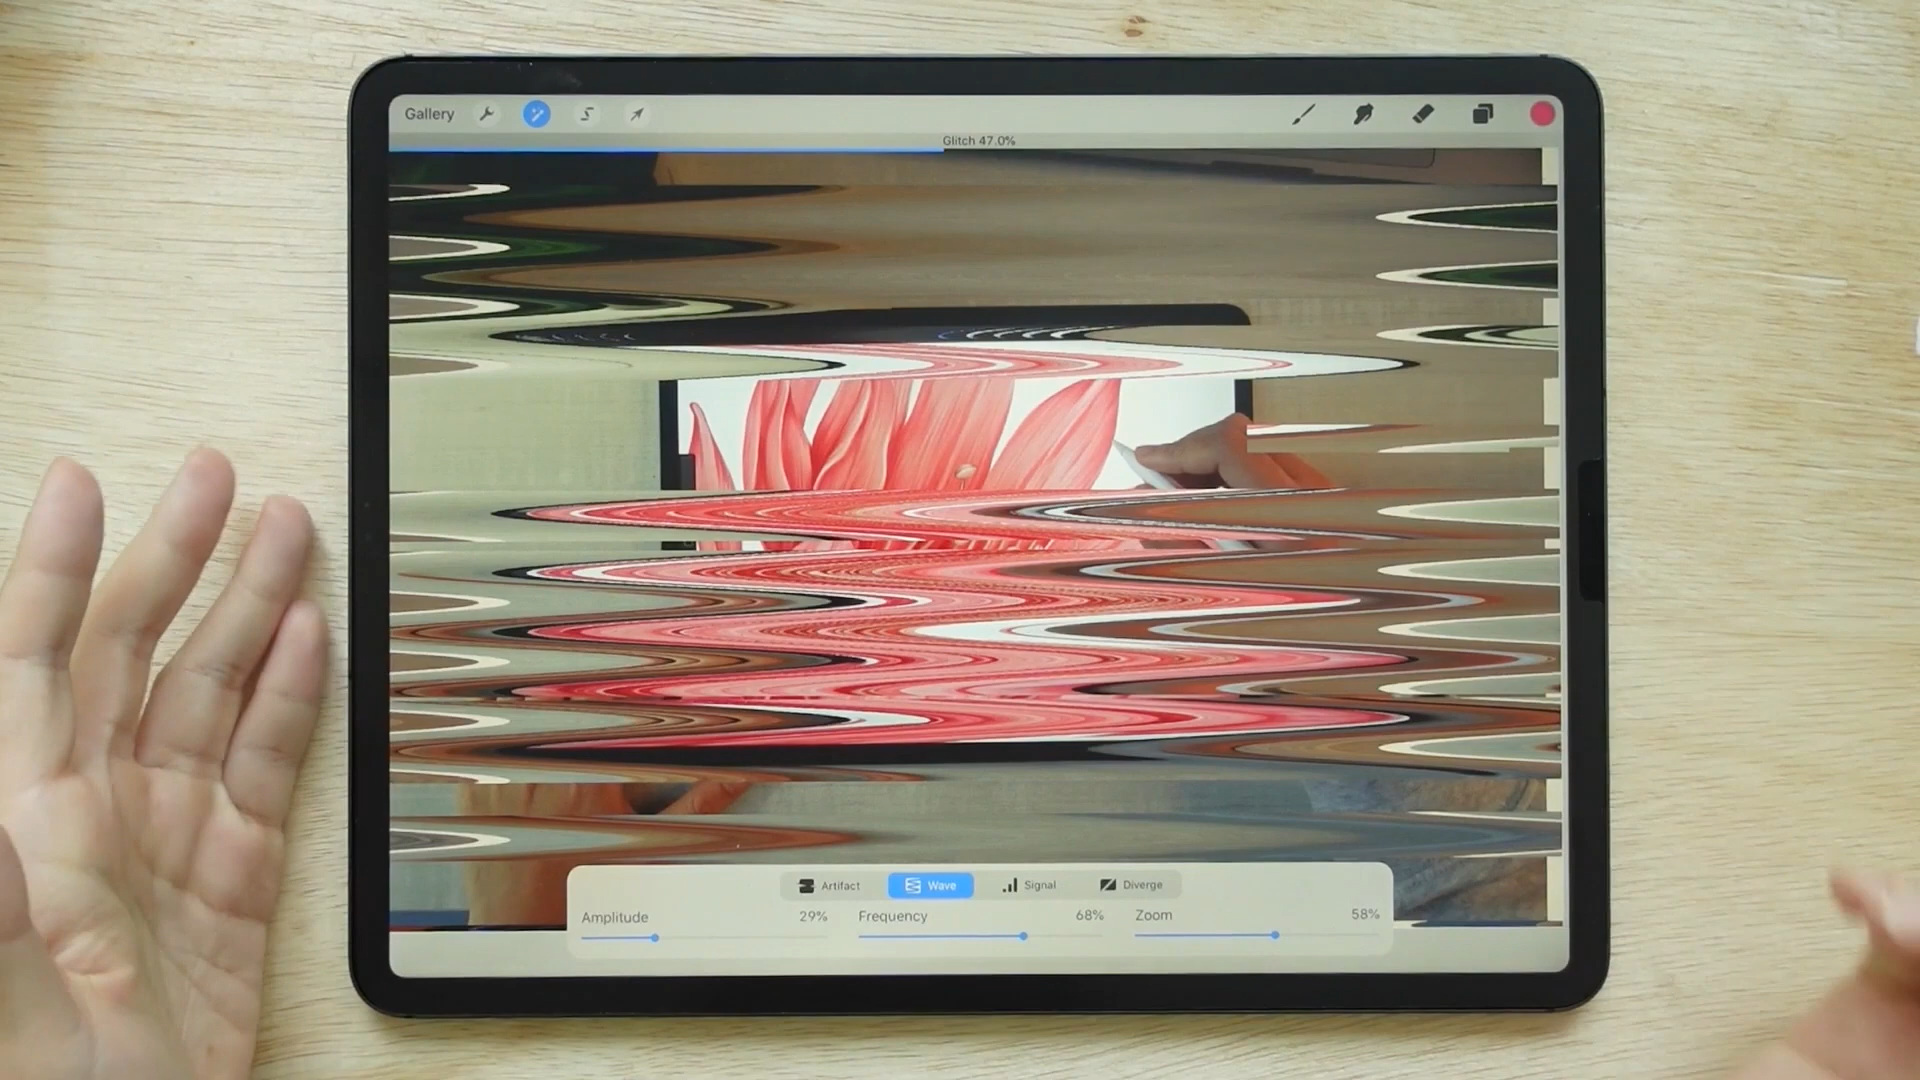 Gallery
Glitch 47.0%
Artifact Wave Signal Diverge
Amplitude 29% Frequency 68% Zoom 58%